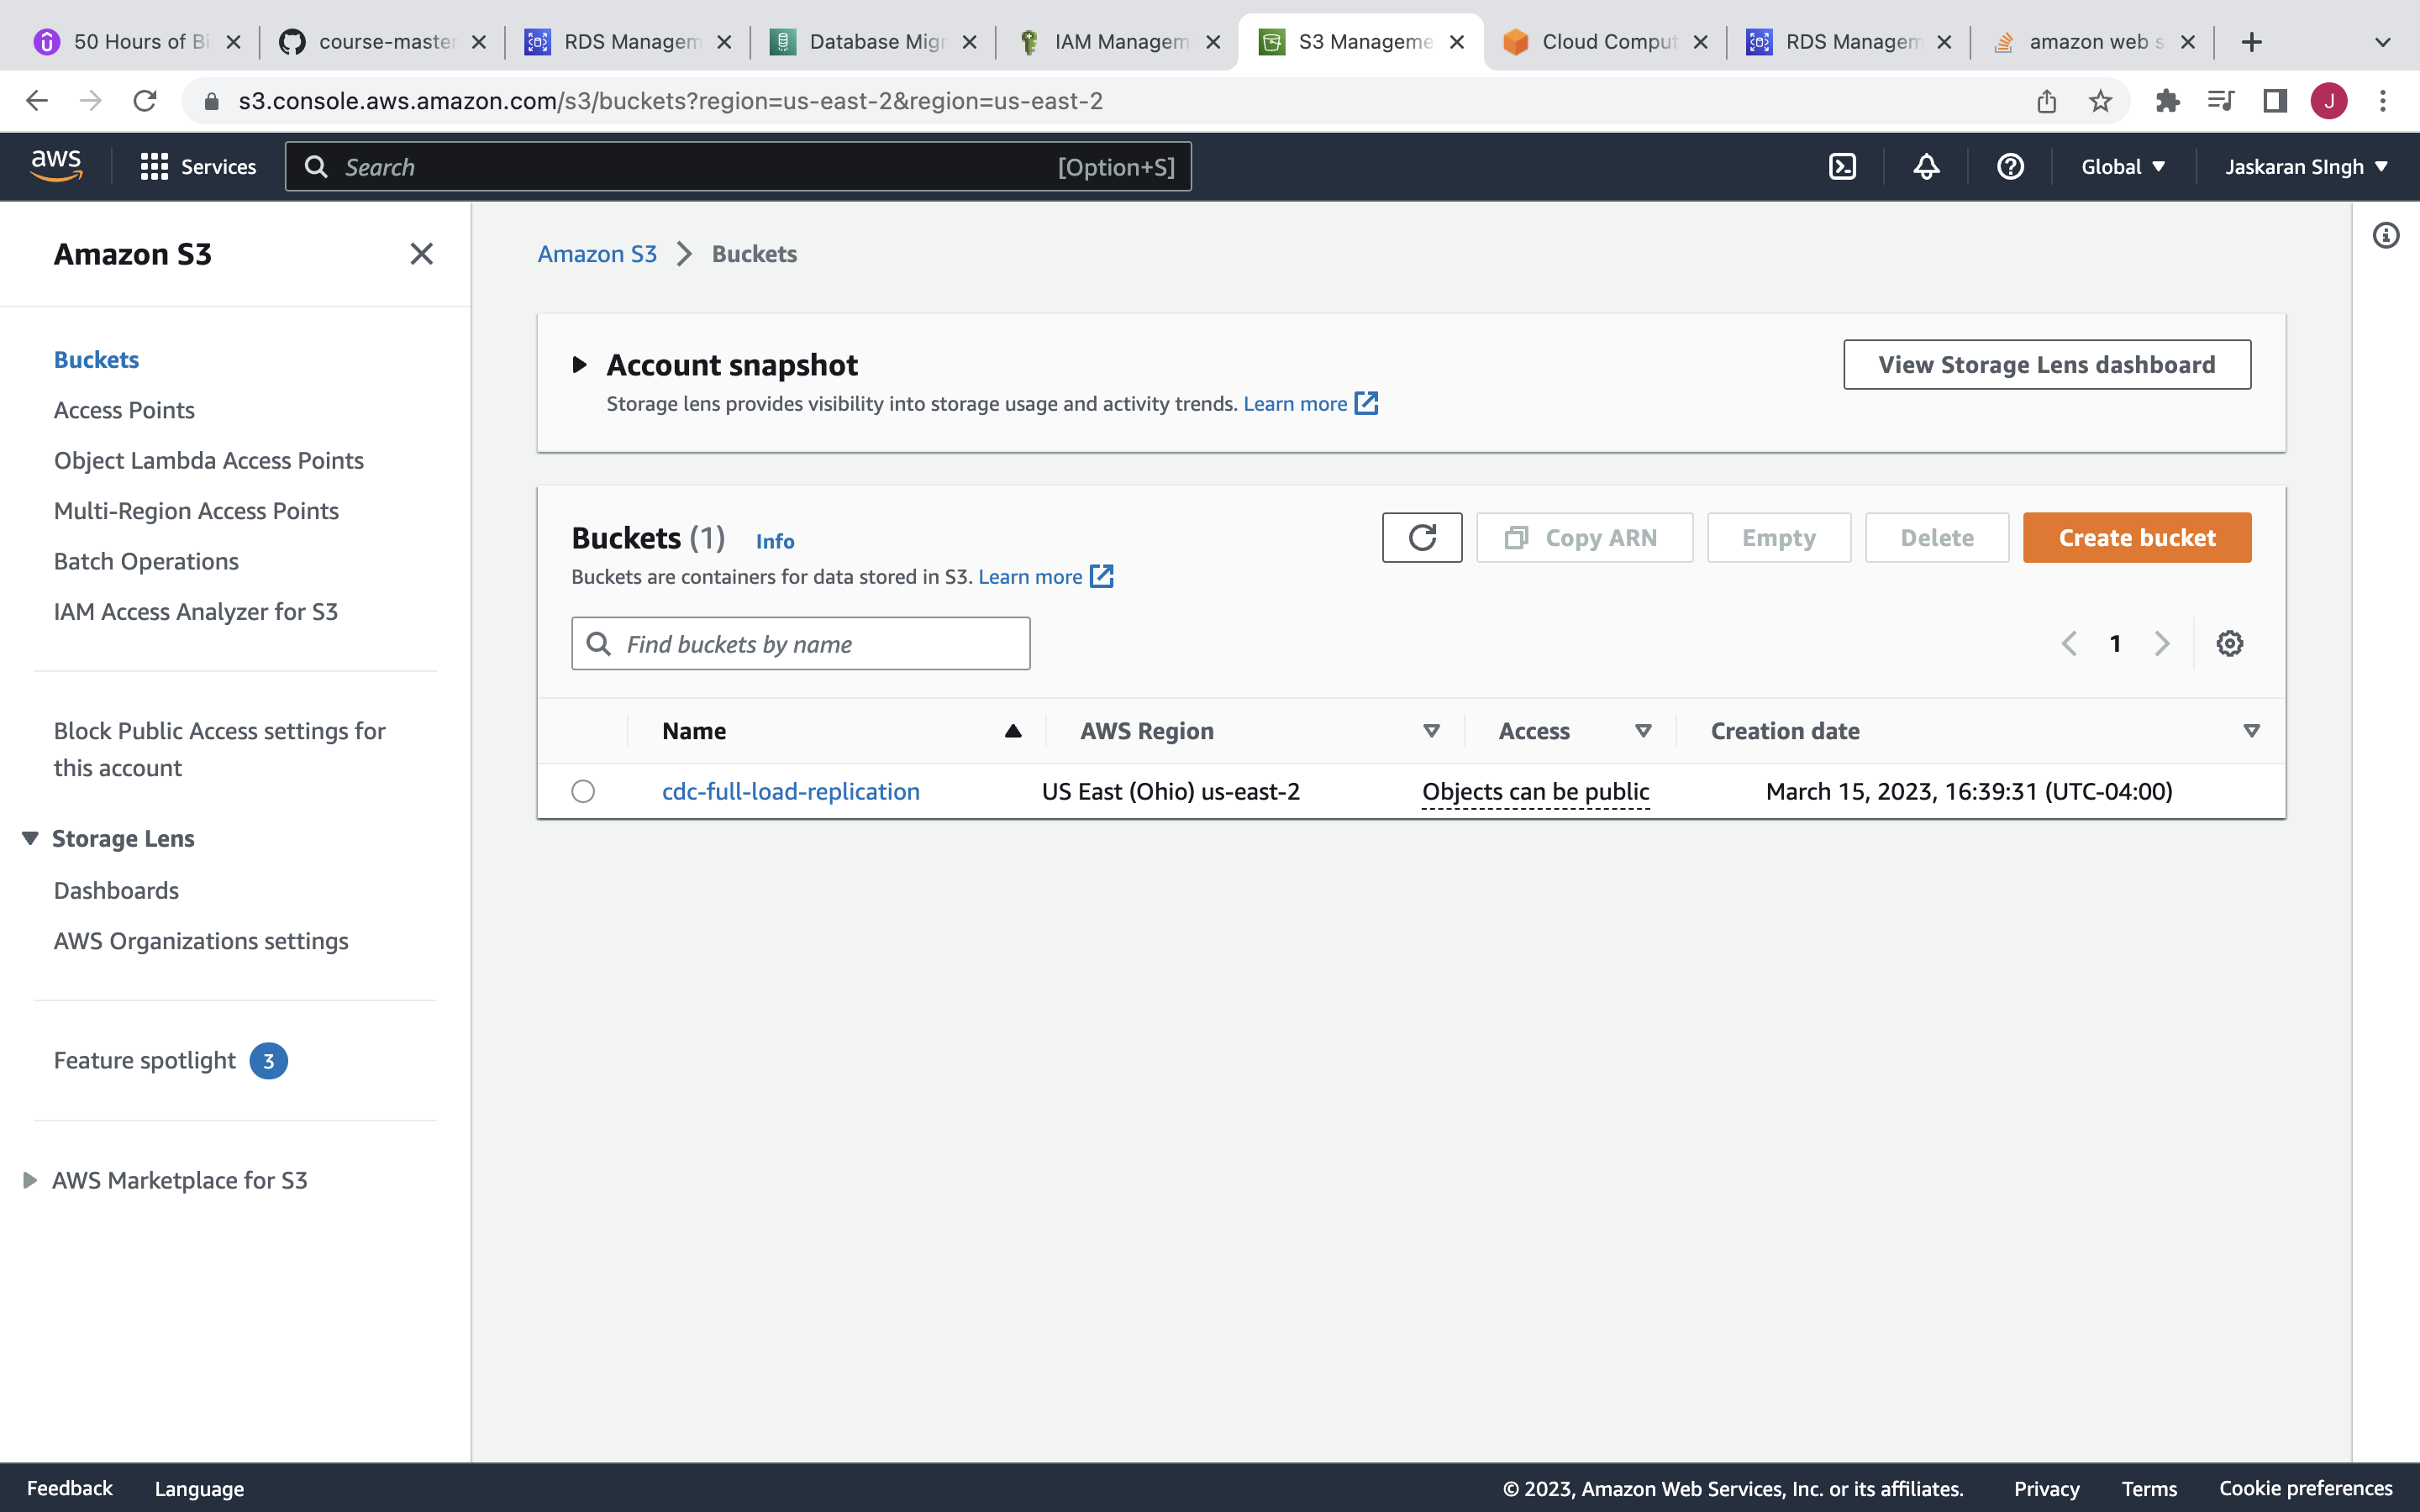 50 Hours of Bi
course-master
RDS Managem
Database Migr
IAM Managem
S3 Manageme
Cloud Comput
RDS Managem
amazon web s
s3.console.aws.amazon.com/s3/buckets?region=us-east-2&region=us-east-2
J
aws
Services
Search
[Option+S]
Global
Jaskaran SIngh
Amazon S3
Buckets
Access Points
Object Lambda Access Points
Multi-Region Access Points
Batch Operations
IAM Access Analyzer for S3
Block Public Access settings for
this account
Storage Lens
Dashboards
AWS Organizations settings
Feature spotlight 3
AWS Marketplace for S3
Amazon S3 > Buckets
Account snapshot
Storage lens provides visibility into storage usage and activity trends. Learn more
View Storage Lens dashboard
Buckets (1) Info
Buckets are containers for data stored in S3. Learn more
Copy ARN
Empty
Delete
Create bucket
Find buckets by name
1
Name AWS Region Access Creation date
cdc-full-load-replication US East (Ohio) us-east-2 Objects can be public March 15, 2023, 16:39:31 (UTC-04:00)
Feedback Language © 2023, Amazon Web Services, Inc. or its affiliates. Privacy Terms Cookie preferences